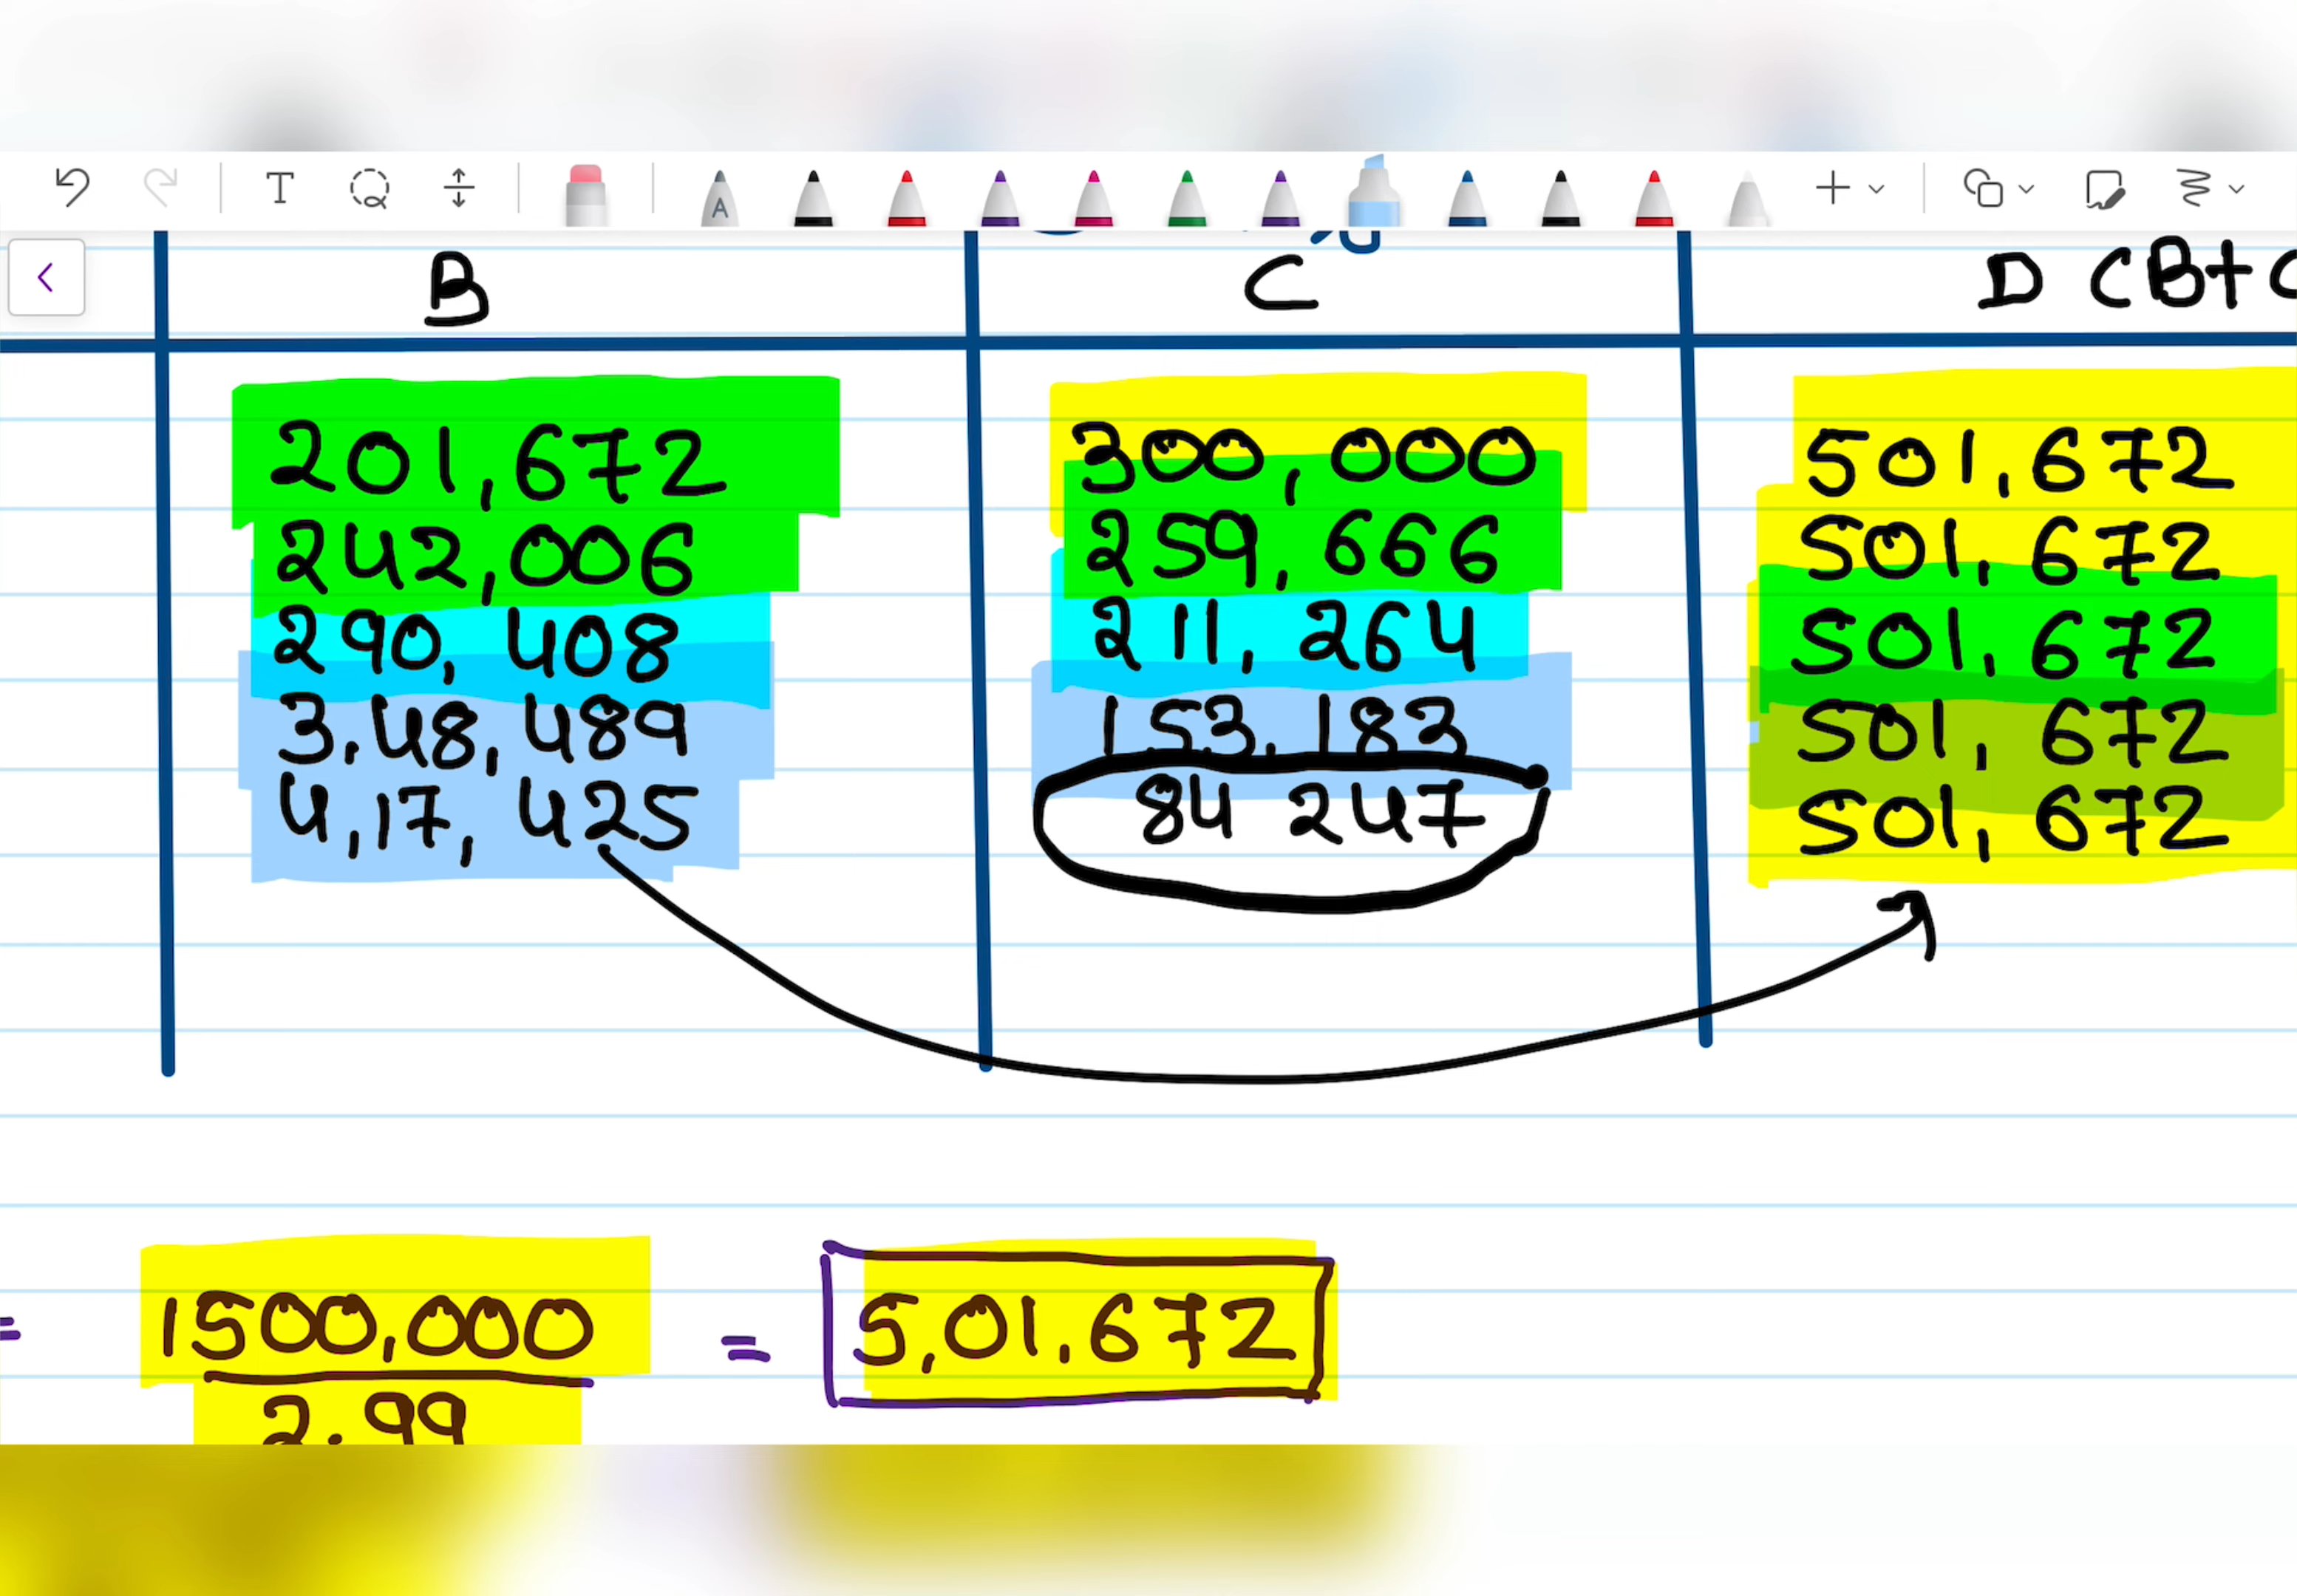 B C D (B+C
201,672 300,000 501,672
242,006 259,666 501,672
290,408 211,264 501,672
3,48,489 153,183 501,672
4,17,425 84 247 501,672
= 1500,000 = 5,01,672
2.99